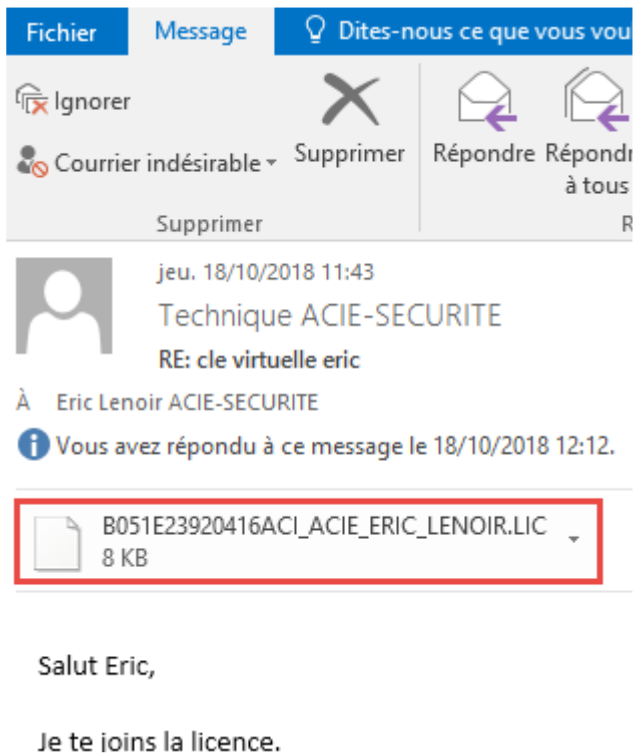 Fichier
Message
Dites-nous ce que vous vou
Ignorer
Courrier indésirable
Supprimer
Répondre
Répondr
à tous
Supprimer
R
jeu. 18/10/2018 11:43
Technique ACIE-SECURITE
RE: cle virtuelle eric
À Eric Lenoir ACIE-SECURITE
Vous avez répondu à ce message le 18/10/2018 12:12.
B051E23920416ACI_ACIE_ERIC_LENOIR.LIC
8 KB
Salut Eric,
Je te joins la licence.